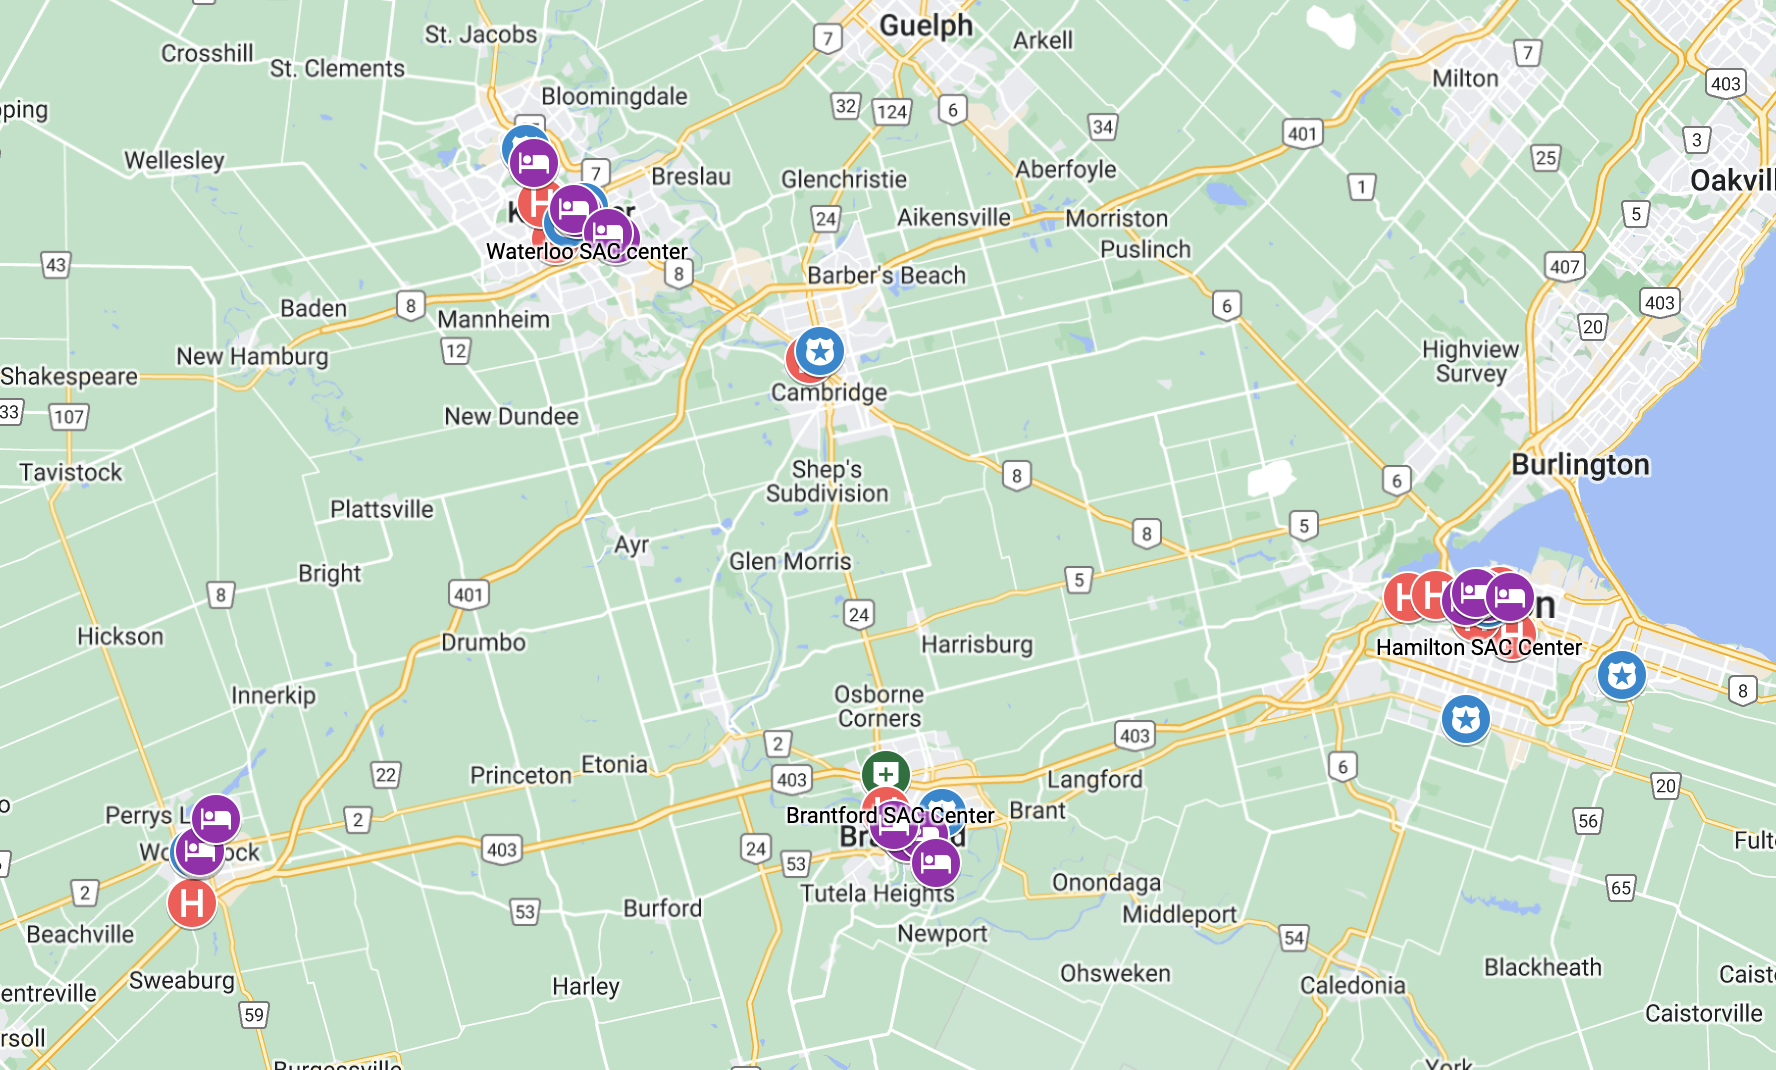 Guelph
St. Jacobs
Arkell
7
7
Crosshill
St. Clements
Milton
403
Bloomingdale
32
124
6
34
401
3
oping
Wellesley
7
Breslau
Glenchristie
Aberfoyle
25
1
Oakvill
H
24
Aikensville
Morriston
5
Puslinch
Waterloo SAC center
43
8
Barber's Beach
407
Baden
8
Mannheim
6
403
20
12
New Hamburg
Highview
Survey
Shakespeare
Cambridge
33
107
New Dundee
Tavistock
Shep's
Subdivision
8
6
Burlington
Plattsville
5
8
Ayr
Glen Morris
Bright
5
8
401
H
H
n
24
Hickson
Drumbo
Harrisburg
H
Hamilton SAC Center
Innerkip
Osborne
Corners
8
2
403
22
Princeton
Etonia
403
Langford
6
20
Perrys L
2
Brantford SAC Center
Brant
56
Wo
ock
403
24
53
Bra
d
Fult
2
H
Tutela Heights
Onondaga
65
53
Burford
Middleport
Beachville
Newport
54
Sweaburg
Harley
Ohsweken
Blackheath
Caist
entreville
Caledonia
59
Caistorville
rsoll
Burgessville
York